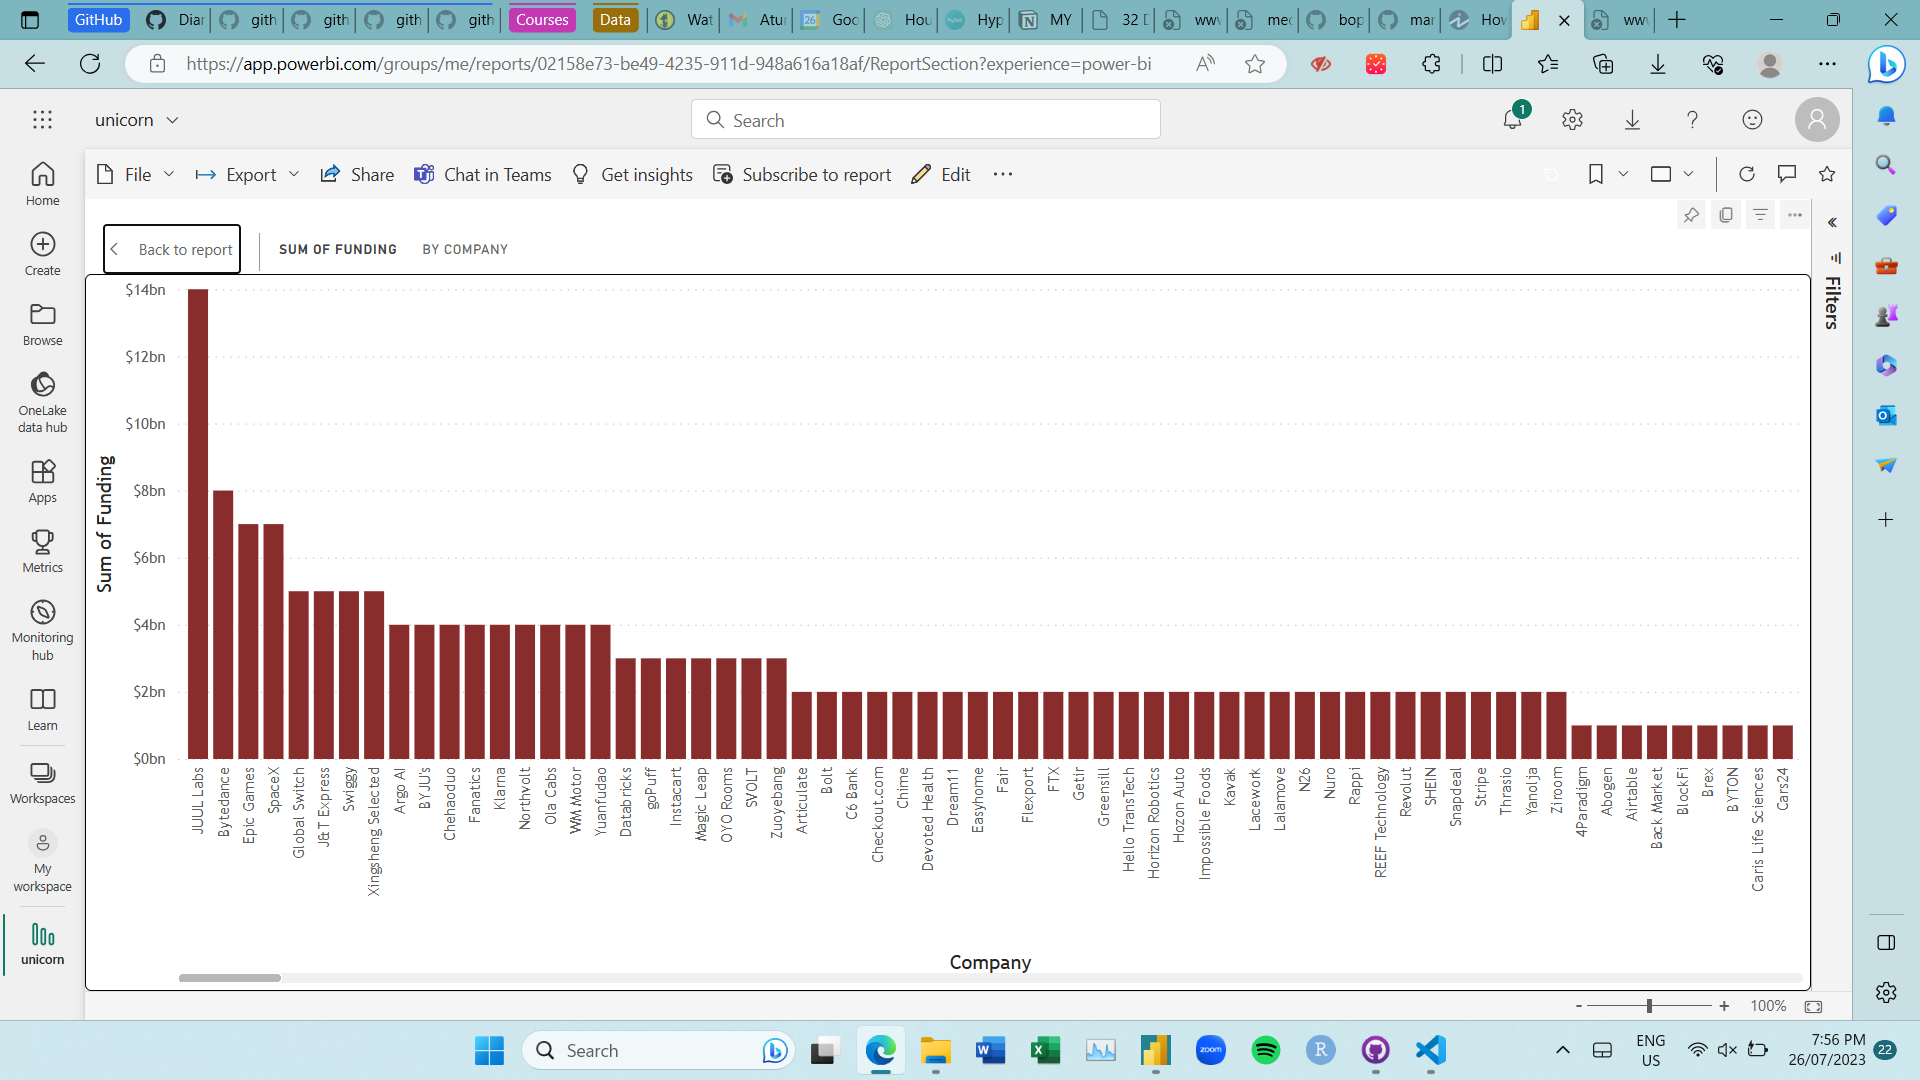 GitHub
Diar
gith
gith
gith
gith
Courses
Data
Wat
Atur
Goo
Hou
Hyp
MY
32 D
www
med
bop
mar
How
ww
https://app.powerbi.com/groups/me/reports/02158e73-be49-4235-911d-948a616a18af/ReportSection?experience=power-bi
unicorn
Search
1
File
Export
Share
Chat in Teams
Get insights
Subscribe to report
Edit
Home
Create
Browse
OneLake
data hub
Apps
Metrics
Monitoring
hub
Learn
Workspaces
My
workspace
unicorn
Back to report
SUM OF FUNDING
BY COMPANY
Filters
$14bn
$12bn
$10bn
$8bn
$6bn
$4bn
$2bn
$0bn
Sum of Funding
JUUL Labs
Bytedance
Epic Games
SpaceX
Global Switch
J&T Express
Swiggy
Xingsheng Selected
Argo AI
BYJU's
Chehaoduo
Fanatics
Klarna
Northvolt
Ola Cabs
WM Motor
Yuanfudao
Databricks
goPuff
Instacart
Magic Leap
OYO Rooms
SVOLT
Zuoyebang
Articulate
Bolt
C6 Bank
Checkout.com
Chime
Devoted Health
Dream11
Easyhome
Fair
Flexport
FTX
Getir
Greensill
Hello TransTech
Horizon Robotics
Hozon Auto
Impossible Foods
Kavak
Lacework
Lalamove
N26
Nuro
Rappi
REEF Technology
Revolut
SHEIN
Snapdeal
Stripe
Thrasio
Yanolja
Ziroom
4Paradigm
Abogen
Airtable
Back Market
BlockFi
Brex
BYTON
Caris Life Sciences
Cars24
Company
- + 100%
Search
zoom
ENG
US
7:56 PM
26/07/2023
22